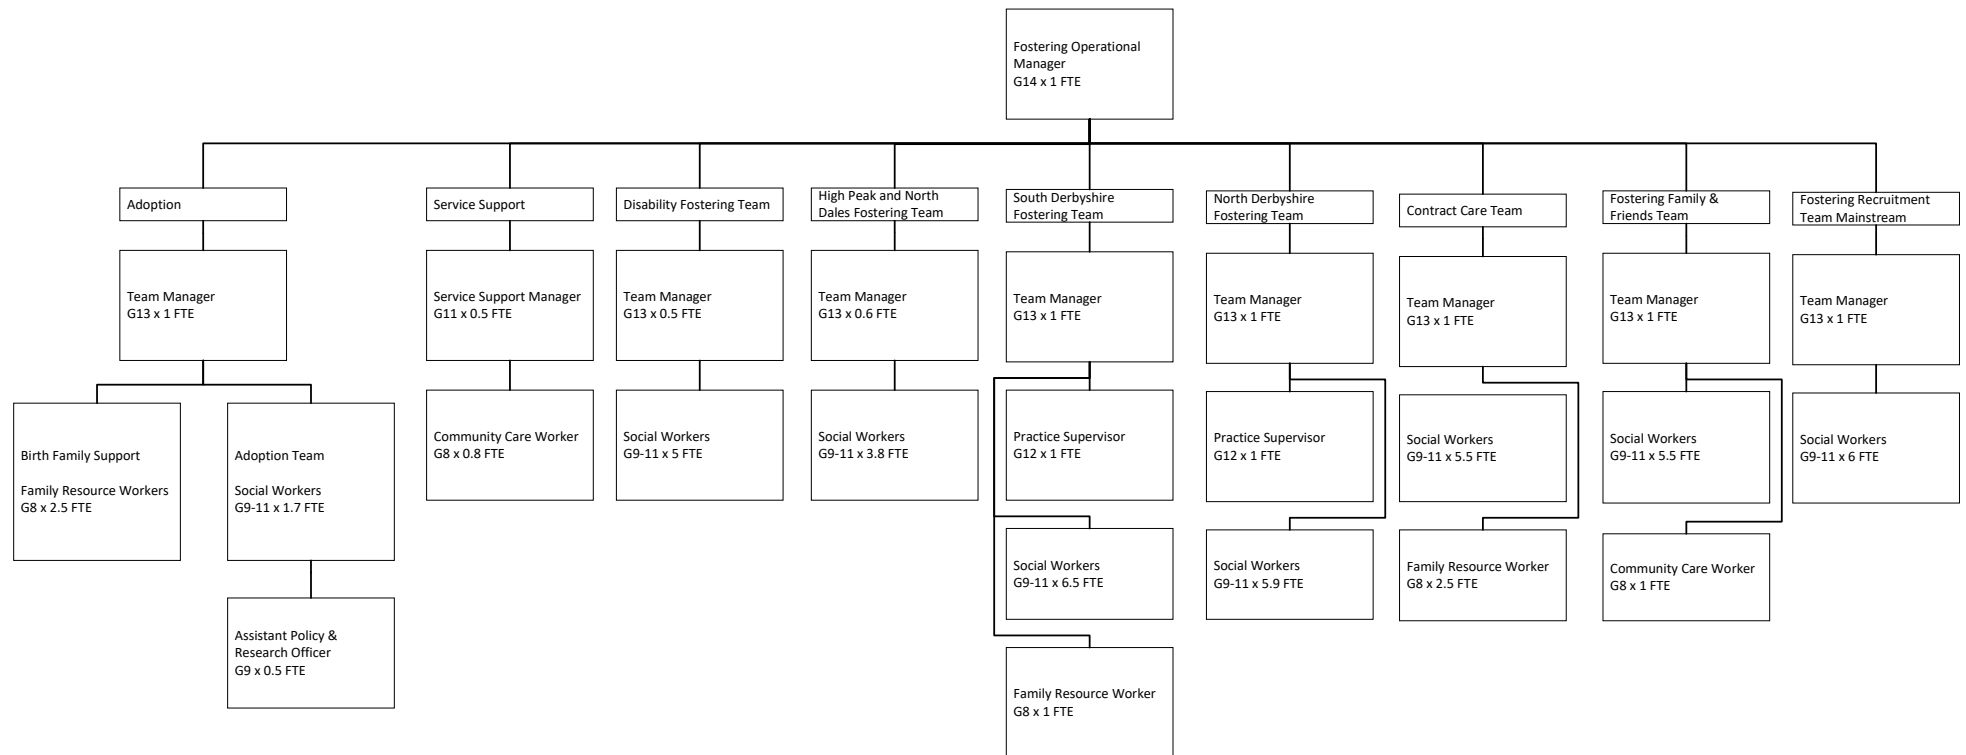 Fostering Operational
Manager
G14 x 1 FTE
Adoption
Service Support
Disability Fostering Team
High Peak and North
Dales Fostering Team
South Derbyshire
Fostering Team
North Derbyshire
Fostering Team
Contract Care Team
Fostering Family &
Friends Team
Fostering Recruitment
Team Mainstream
Team Manager
G13 x 1 FTE
Service Support Manager
G11 x 0.5 FTE
Team Manager
G13 x 0.5 FTE
Team Manager
G13 x 0.6 FTE
Team Manager
G13 x 1 FTE
Team Manager
G13 x 1 FTE
Team Manager
G13 x 1 FTE
Team Manager
G13 x 1 FTE
Team Manager
G13 x 1 FTE
Birth Family Support
Family Resource Workers
G8 x 2.5 FTE
Adoption Team
Social Workers
G9-11 x 1.7 FTE
Community Care Worker
G8 x 0.8 FTE
Social Workers
G9-11 x 5 FTE
Social Workers
G9-11 x 3.8 FTE
Practice Supervisor
G12 x 1 FTE
Practice Supervisor
G12 x 1 FTE
Social Workers
G9-11 x 5.5 FTE
Social Workers
G9-11 x 5.5 FTE
Social Workers
G9-11 x 6 FTE
Social Workers
G9-11 x 6.5 FTE
Social Workers
G9-11 x 5.9 FTE
Family Resource Worker
G8 x 2.5 FTE
Community Care Worker
G8 x 1 FTE
Assistant Policy &
Research Officer
G9 x 0.5 FTE
Family Resource Worker
G8 x 1 FTE